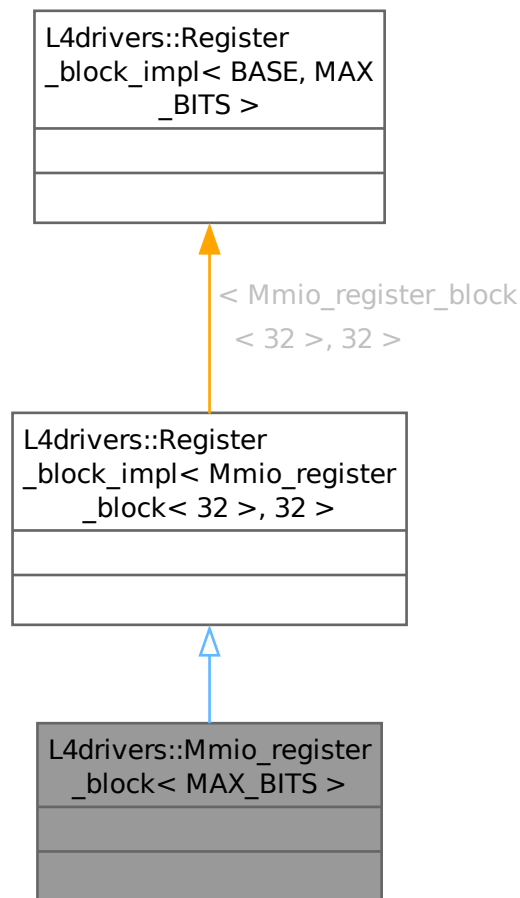 L4drivers::Register
_block_impl< BASE, MAX
_BITS >
< Mmio_register_block
< 32 >, 32 >
L4drivers::Register
_block_impl< Mmio_register
_block< 32 >, 32 >
L4drivers::Mmio_register
_block< MAX_BITS >